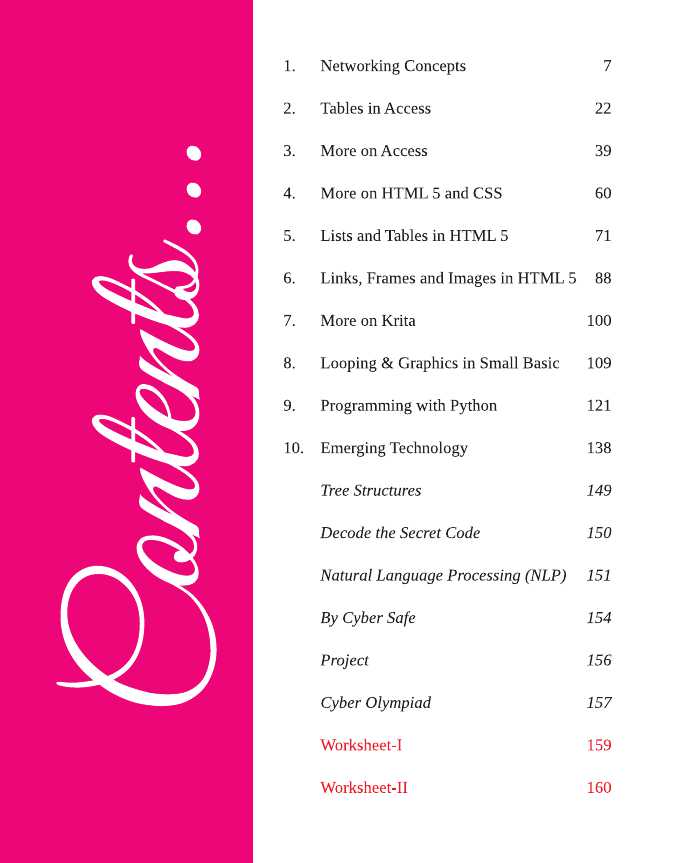 Contents...
1. Networking Concepts 7
2. Tables in Access 22
3. More on Access 39
4. More on HTML 5 and CSS 60
5. Lists and Tables in HTML 5 71
6. Links, Frames and Images in HTML 5 88
7. More on Krita 100
8. Looping & Graphics in Small Basic 109
9. Programming with Python 121
10. Emerging Technology 138
Tree Structures 149
Decode the Secret Code 150
Natural Language Processing (NLP) 151
By Cyber Safe 154
Project 156
Cyber Olympiad 157
Worksheet-I 159
Worksheet-II 160